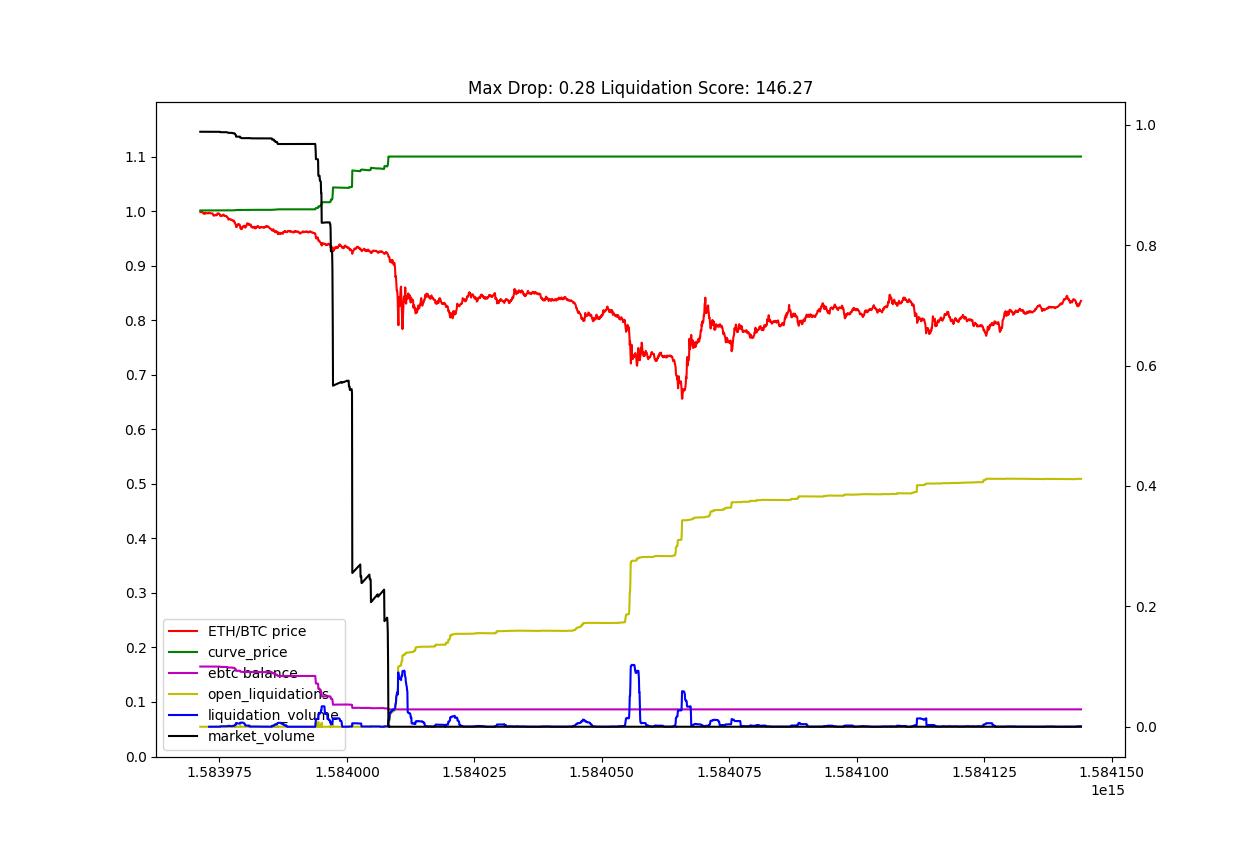 Max Drop: 0.28 Liquidation Score: 146.27
1.1
1.0
0.9
0.8
0.7
0.6
0.5
0.4
0.3
0.2
0.1
0.0
1.0
0.8
0.6
0.4
0.2
0.0
ETH/BTC price
curve_price
ebtc balance
open_liquidations
liquidation_volume
market_volume
1.583975 1.584000 1.584025 1.584050 1.584075 1.584100 1.584125 1.584150
1e15